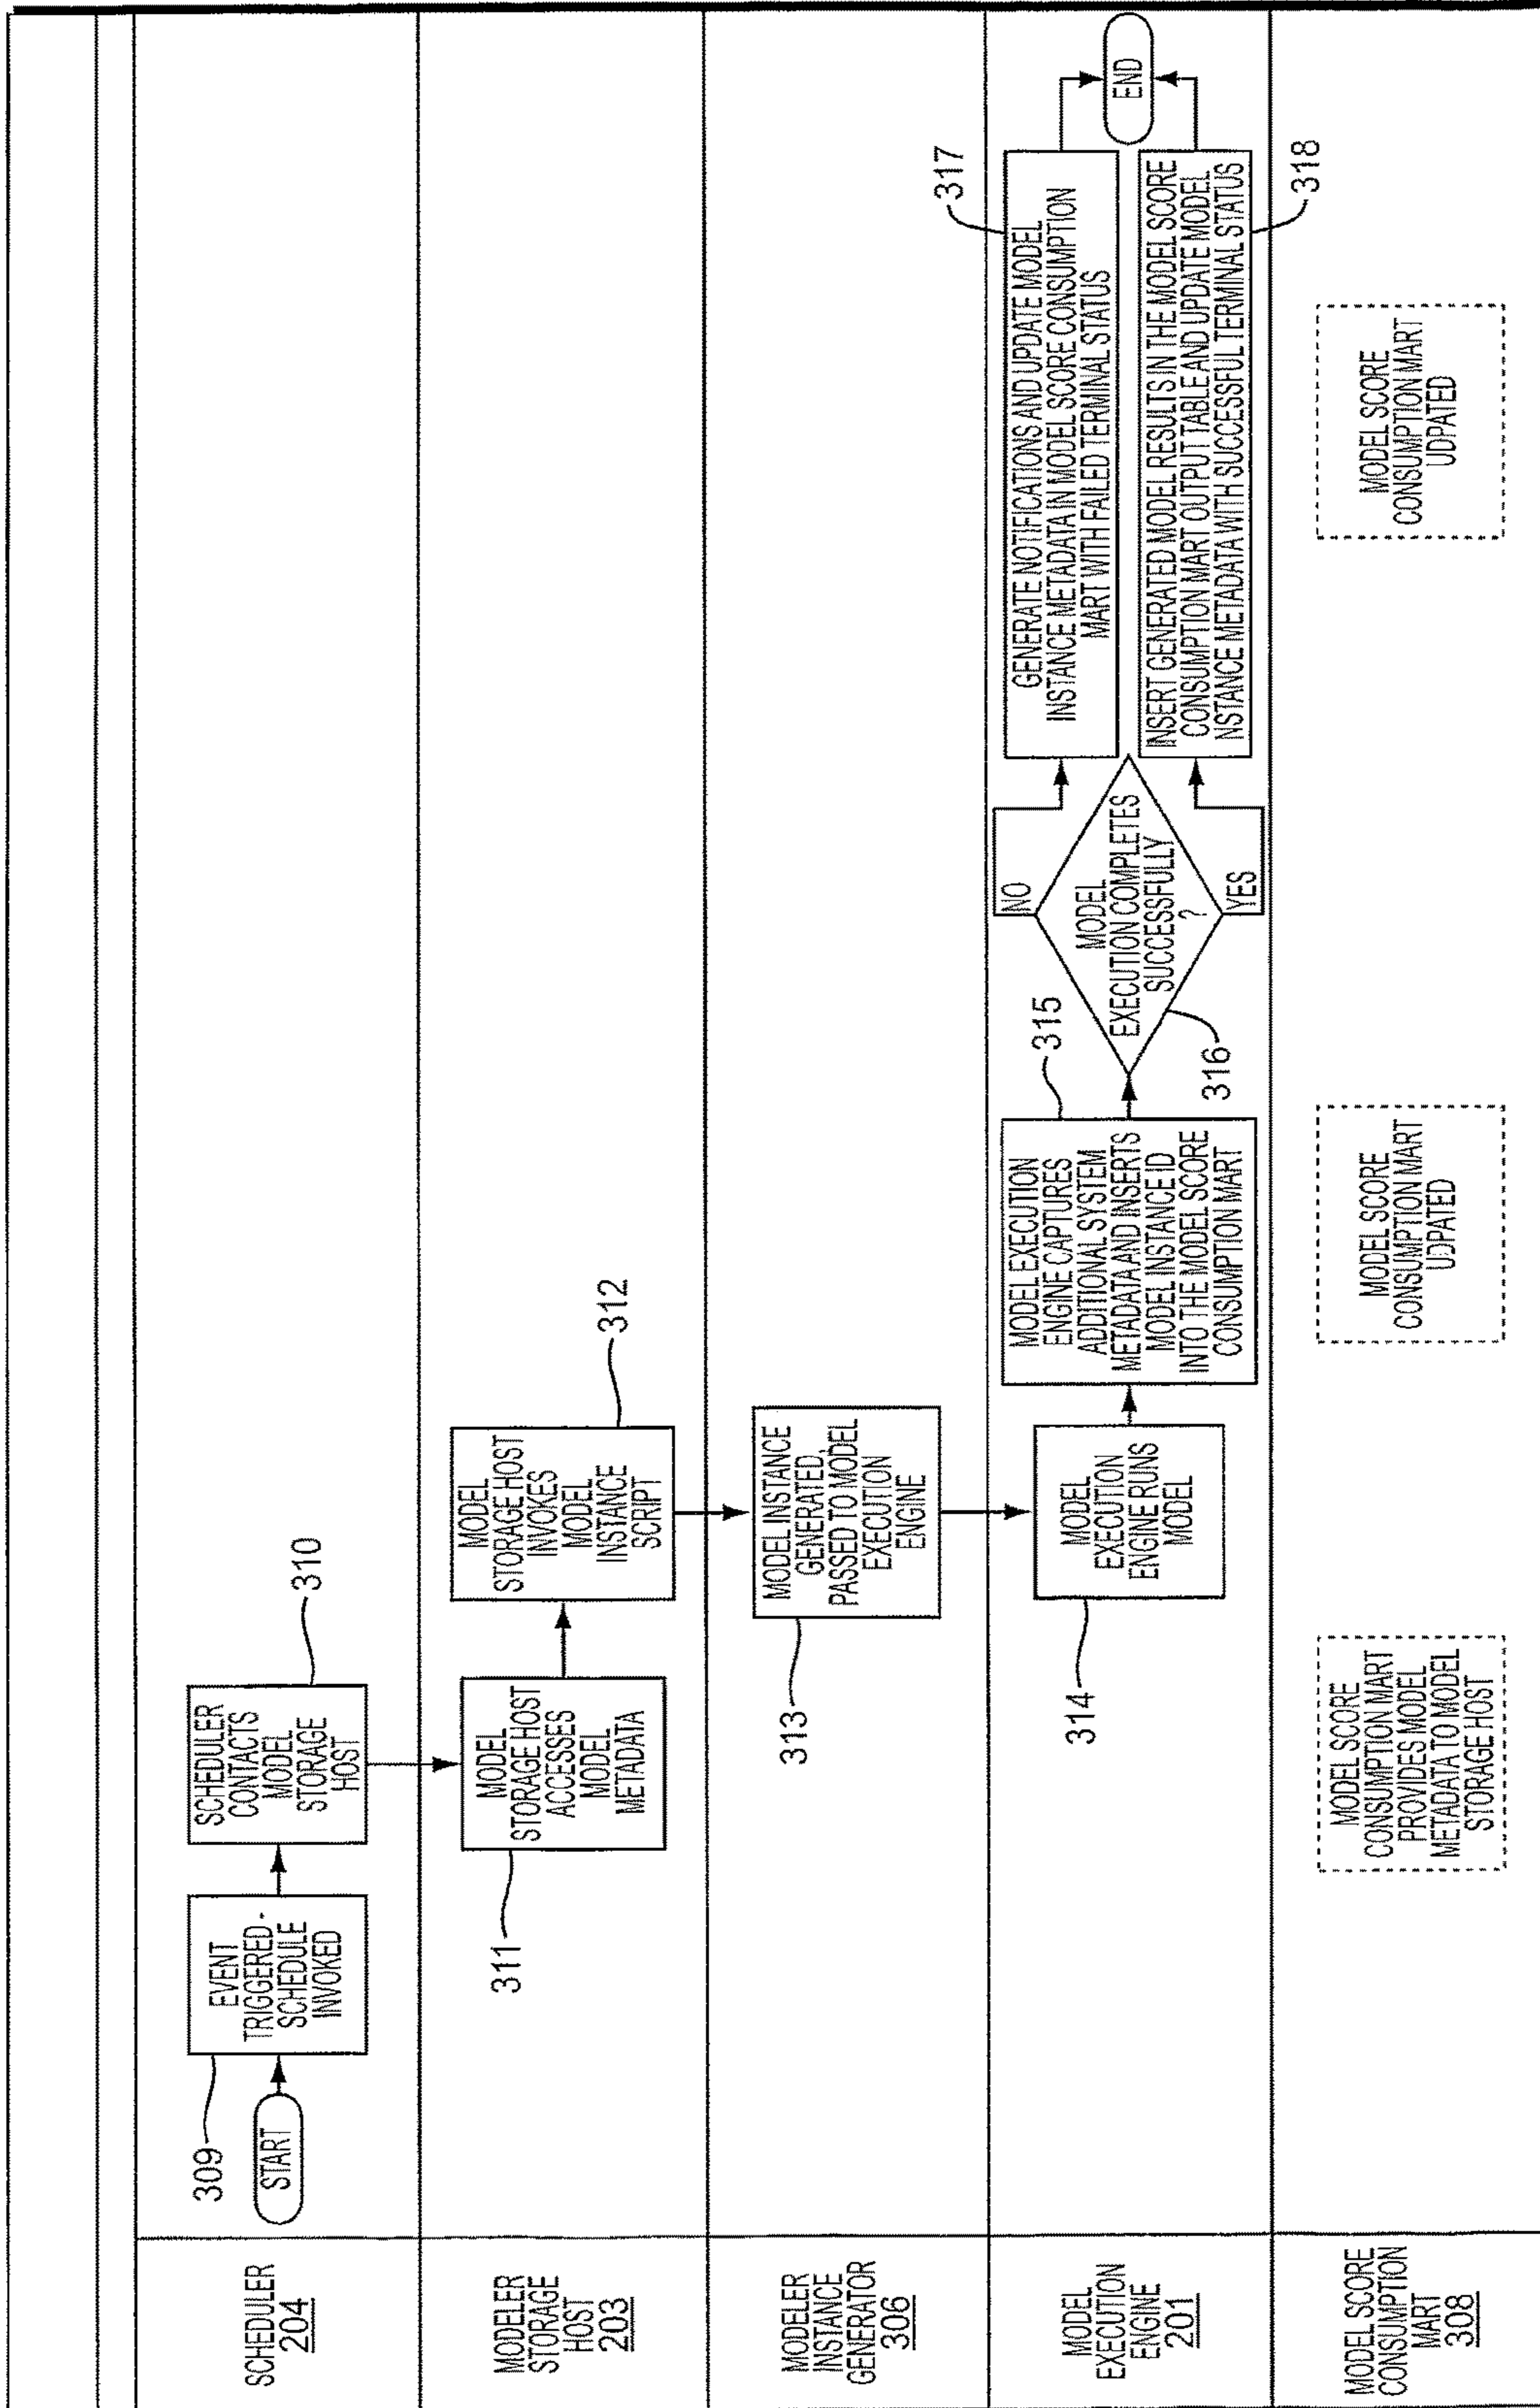 SCHEDULER
204
START
309
EVENT
TRIGGERED -
SCHEDULE
INVOKED
SCHEDULER
CONTACTS
MODEL
STORAGE
HOST
310
MODELER
STORAGE
HOST
203
311
MODEL
STORAGE HOST
ACCESSES
MODEL
METADATA
MODEL
STORAGE HOST
INVOKES
MODEL
INSTANCE
SCRIPT
312
MODELER
INSTANCE
GENERATOR
306
313
MODEL INSTANCE
GENERATED,
PASSED TO MODEL
EXECUTION
ENGINE
MODEL
EXECUTION
ENGINE
201
314
MODEL
EXECUTION
ENGINE RUNS
MODEL
MODEL EXECUTION
ENGINE CAPTURES
ADDITIONAL SYSTEM
METADATA AND INSERTS
MODEL INSTANCE ID
INTO THE MODEL SCORE
CONSUMPTION MART
315
MODEL
EXECUTION COMPLETES
SUCCESSFULLY
?
316
NO
YES
GENERATE NOTIFICATIONS AND UPDATE MODEL
INSTANCE METADATA IN MODEL SCORE CONSUMPTION
MART WITH FAILED TERMINAL STATUS
317
INSERT GENERATED MODEL RESULTS IN THE MODEL SCORE
CONSUMPTION MART OUTPUT TABLE AND UPDATE MODEL
NSTANCE METADATA WITH SUCCESSFUL TERMINAL STATUS
318
END
MODEL SCORE
CONSUMPTION
MART
308
MODEL SCORE
CONSUMPTION MART
PROVIDES MODEL
METADATA TO MODEL
STORAGE HOST
MODEL SCORE
CONSUMPTION MART
UDPATED
MODEL SCORE
CONSUMPTION MART
UDPATED